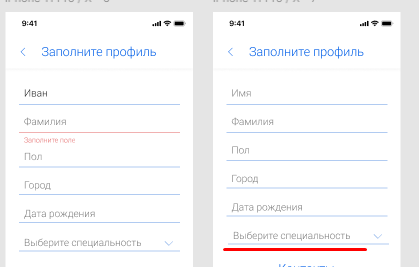 9:41
Заполните профиль
Иван
Фамилия
Заполните поле
Пол
Город
Дата рождения
Выберите специальность
9:41
Заполните профиль
Имя
Фамилия
Пол
Город
Дата рождения
Выберите специальность